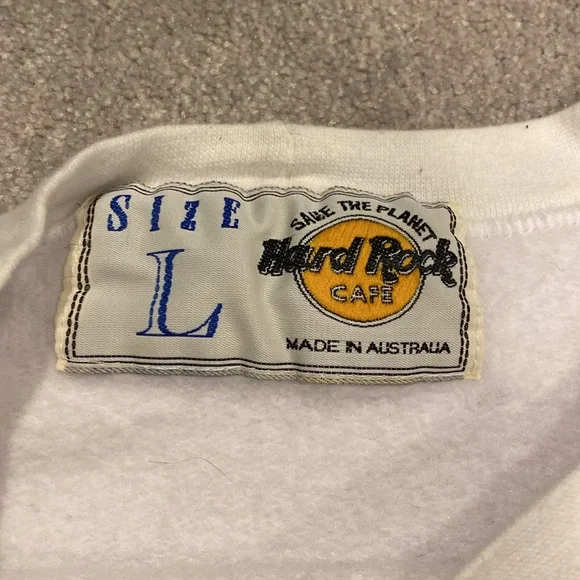 SIZE
L
SAVE THE PLANET
Hard Rock
CAFE
MADE IN AUSTRALIA